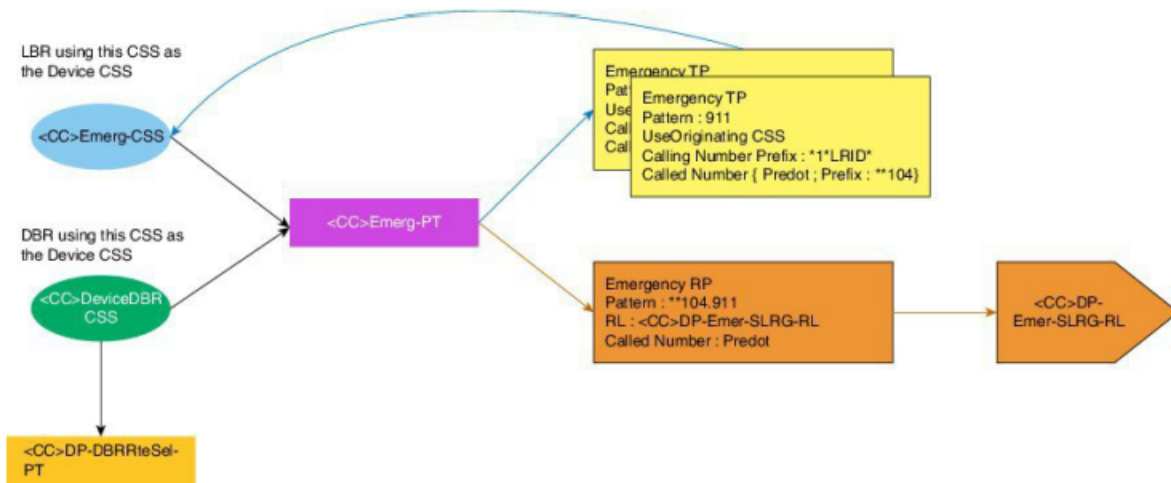 LBR using this CSS as
the Device CSS
<CC>Emerg-CSS
DBR using this CSS as
the Device CSS
<CC>DeviceDBR
CSS
<CC>DP-DBRRteSel-
PT
<CC>Emerg-PT
Emergency TP
Emergency TP
Pattern : 911
UseOriginating CSS
Calling Number Prefix : *1*LRID*
Called Number { Predot ; Prefix : **104}
Emergency RP
Pattern : **104.911
RL : <CC>DP-Emer-SLRG-RL
Called Number : Predot
<CC>DP-
Emer-SLRG-RL